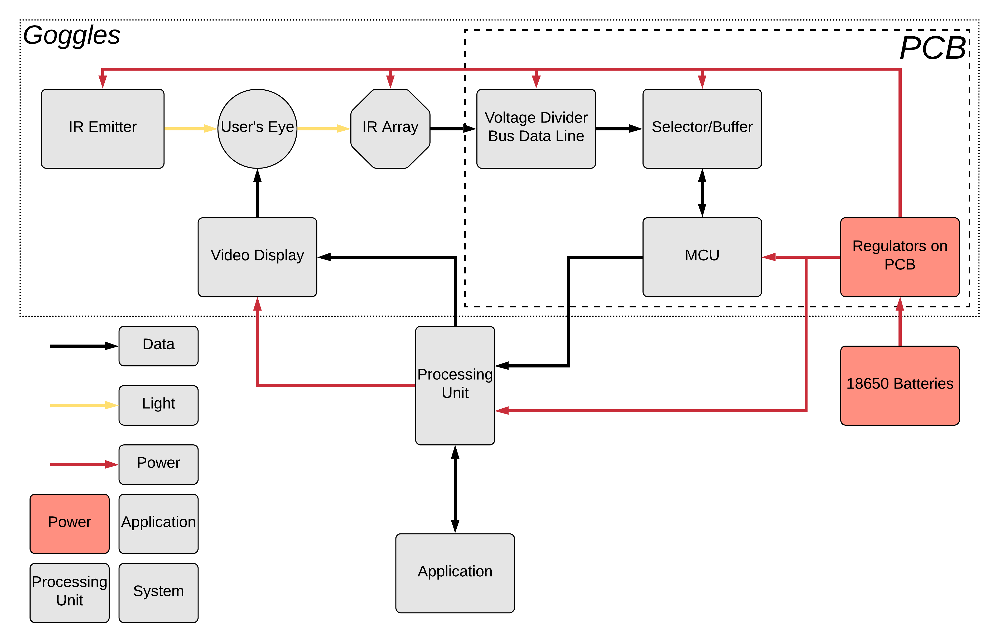 Goggles
PCB
IR Emitter
User's Eye
IR Array
Voltage Divider
Bus Data Line
Selector/Buffer
Video Display
MCU
Regulators on
PCB
Data
Light
Power
Processing
Unit
18650 Batteries
Power
Application
Processing
Unit
System
Application